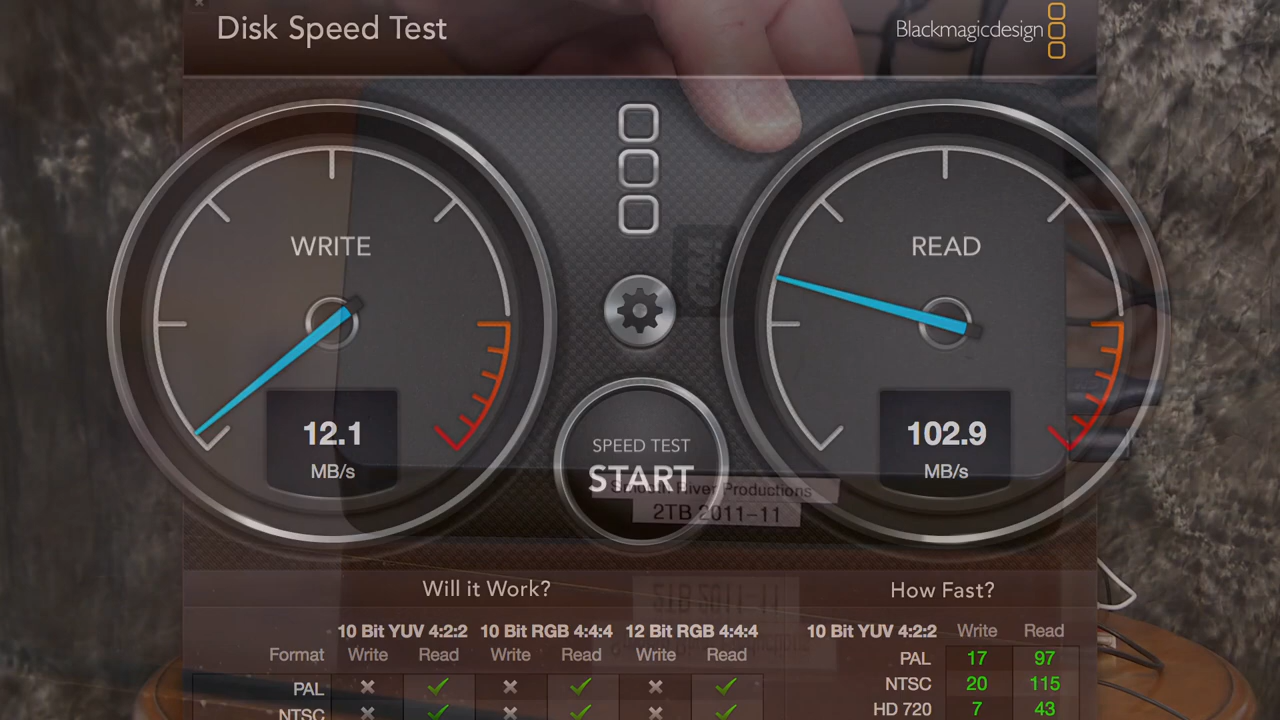 Disk Speed Test
Blackmagicdesign
WRITE
READ
12.1
MB/s
102.9
MB/s
SPEED TEST
START
River Productions
2TB 2011-11
Will it Work?
How Fast?
10 Bit YUV 4:2:2 10 Bit RGB 4:4:4 12 Bit RGB 4:4:4
Format Write Read Write Read Write Read
PAL
NTSC
10 Bit YUV 4:2:2 Write Read
PAL 17 97
NTSC 20 115
HD 720 7 43